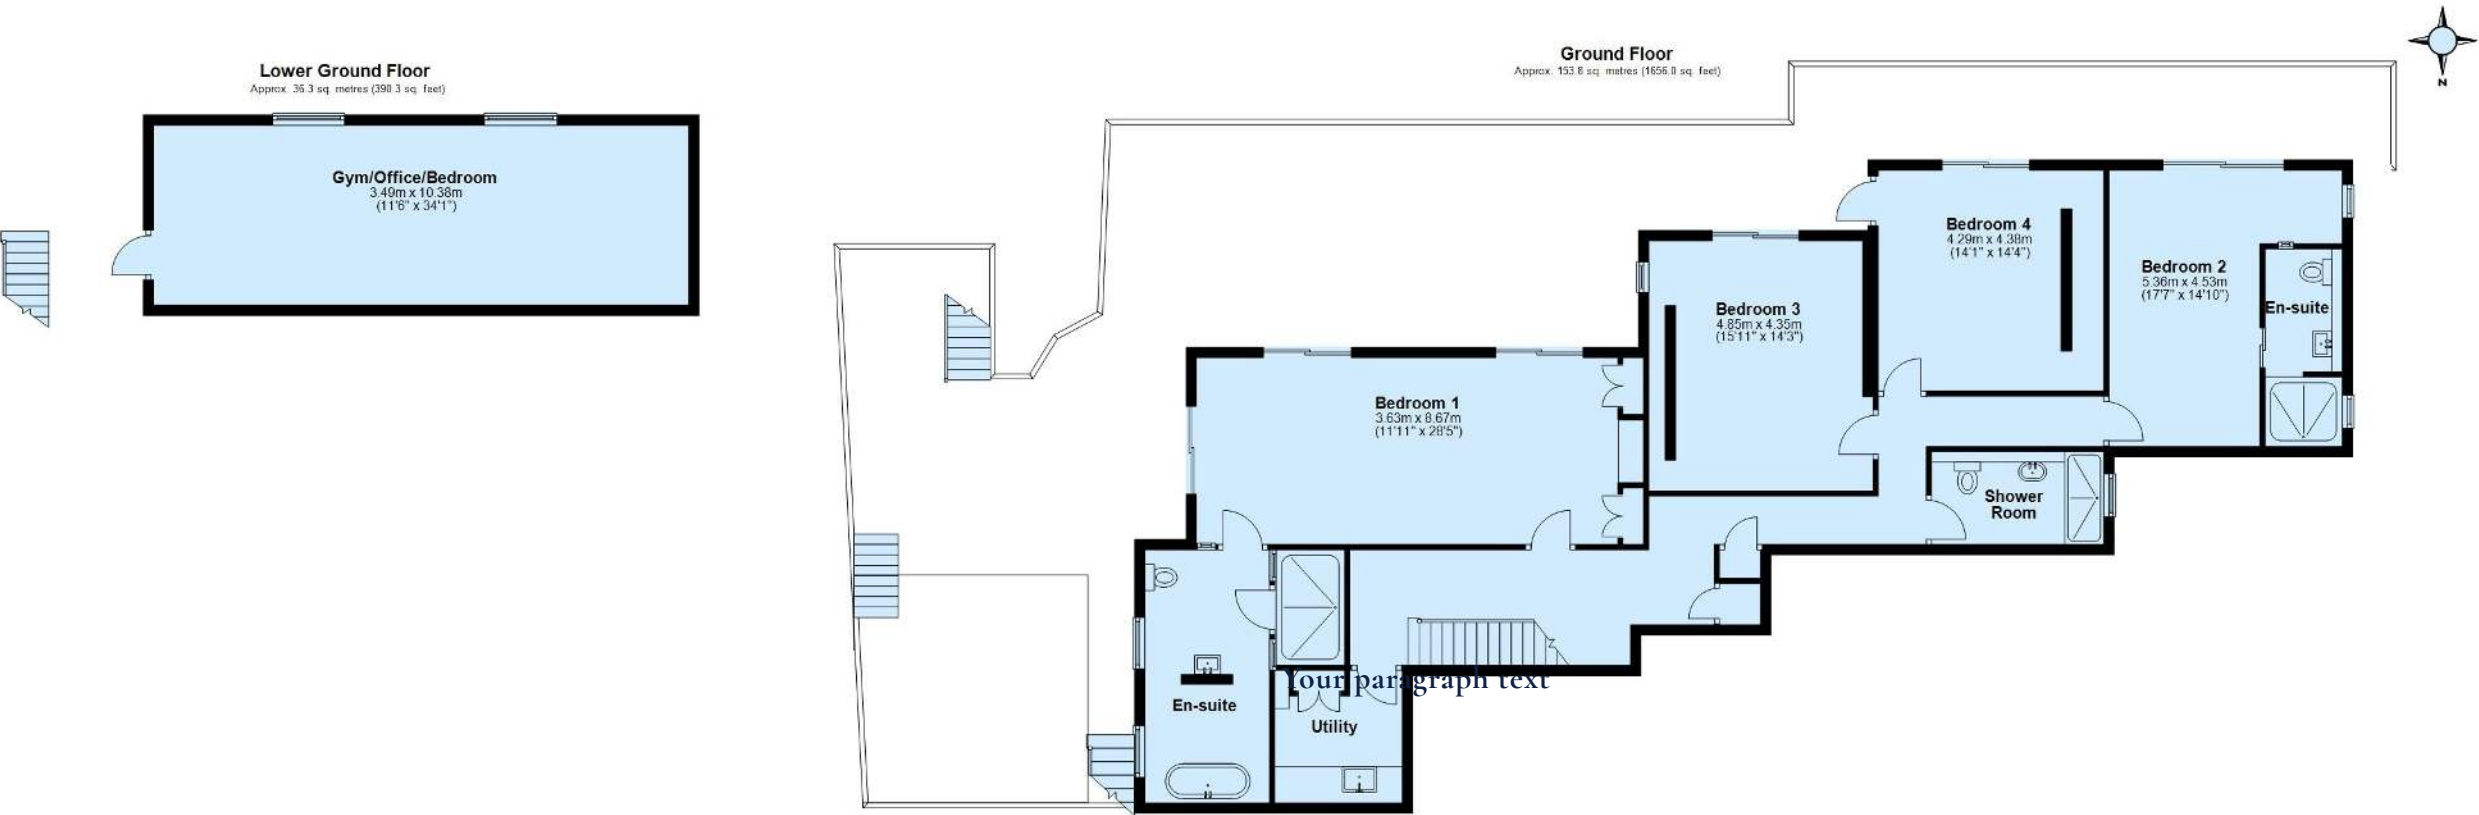 Lower Ground Floor
Approx. 36.3 sq. metres (390.3 sq. feet)
Gym/Office/Bedroom
3.49m x 10.38m
(11'6" x 34'1")
Ground Floor
Approx. 153.8 sq. metres (1656.0 sq. feet)
N
Bedroom 4
4.29m x 4.38m
(14'1" x 14'4")
Bedroom 2
5.36m x 4.53m
(17'7" x 14'10")
En-suite
Bedroom 3
4.85m x 4.35m
(15'11" x 14'3")
Bedroom 1
3.63m x 8.67m
(11'11" x 28'5")
Shower
Room
Your paragraph text
En-suite
Utility